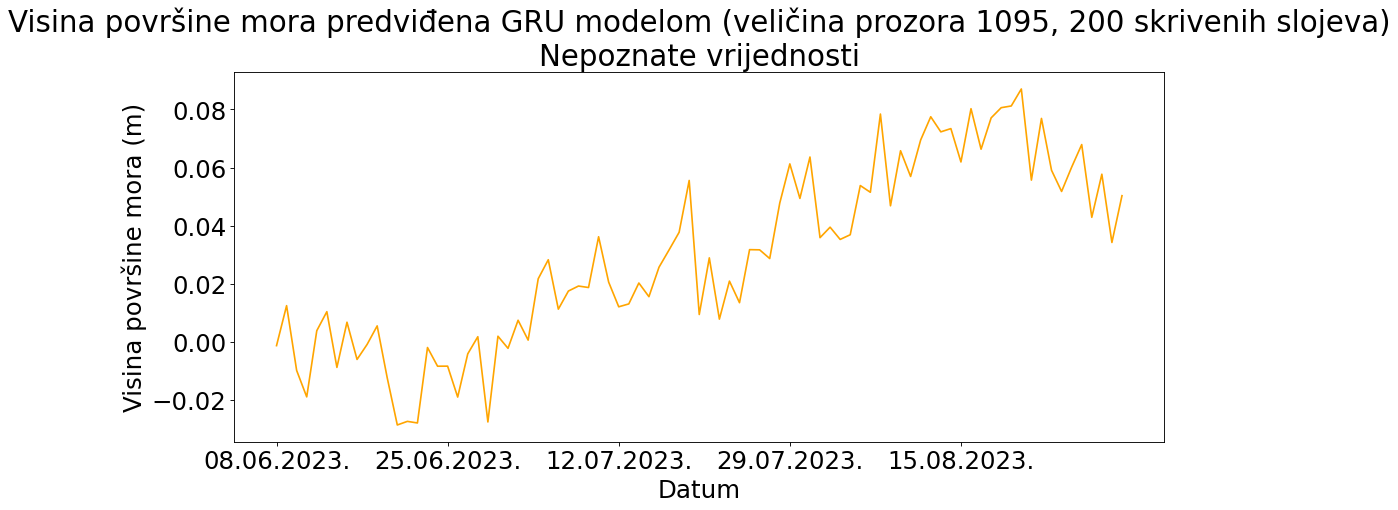 Visina površine mora predviđena GRU modelom (veličina prozora 1095, 200 skrivenih slojeva)
Nepoznate vrijednosti
Visina površine mora (m)
0.08
0.06
0.04
0.02
0.00
−0.02
08.06.2023.
25.06.2023.
12.07.2023.
29.07.2023.
15.08.2023.
Datum